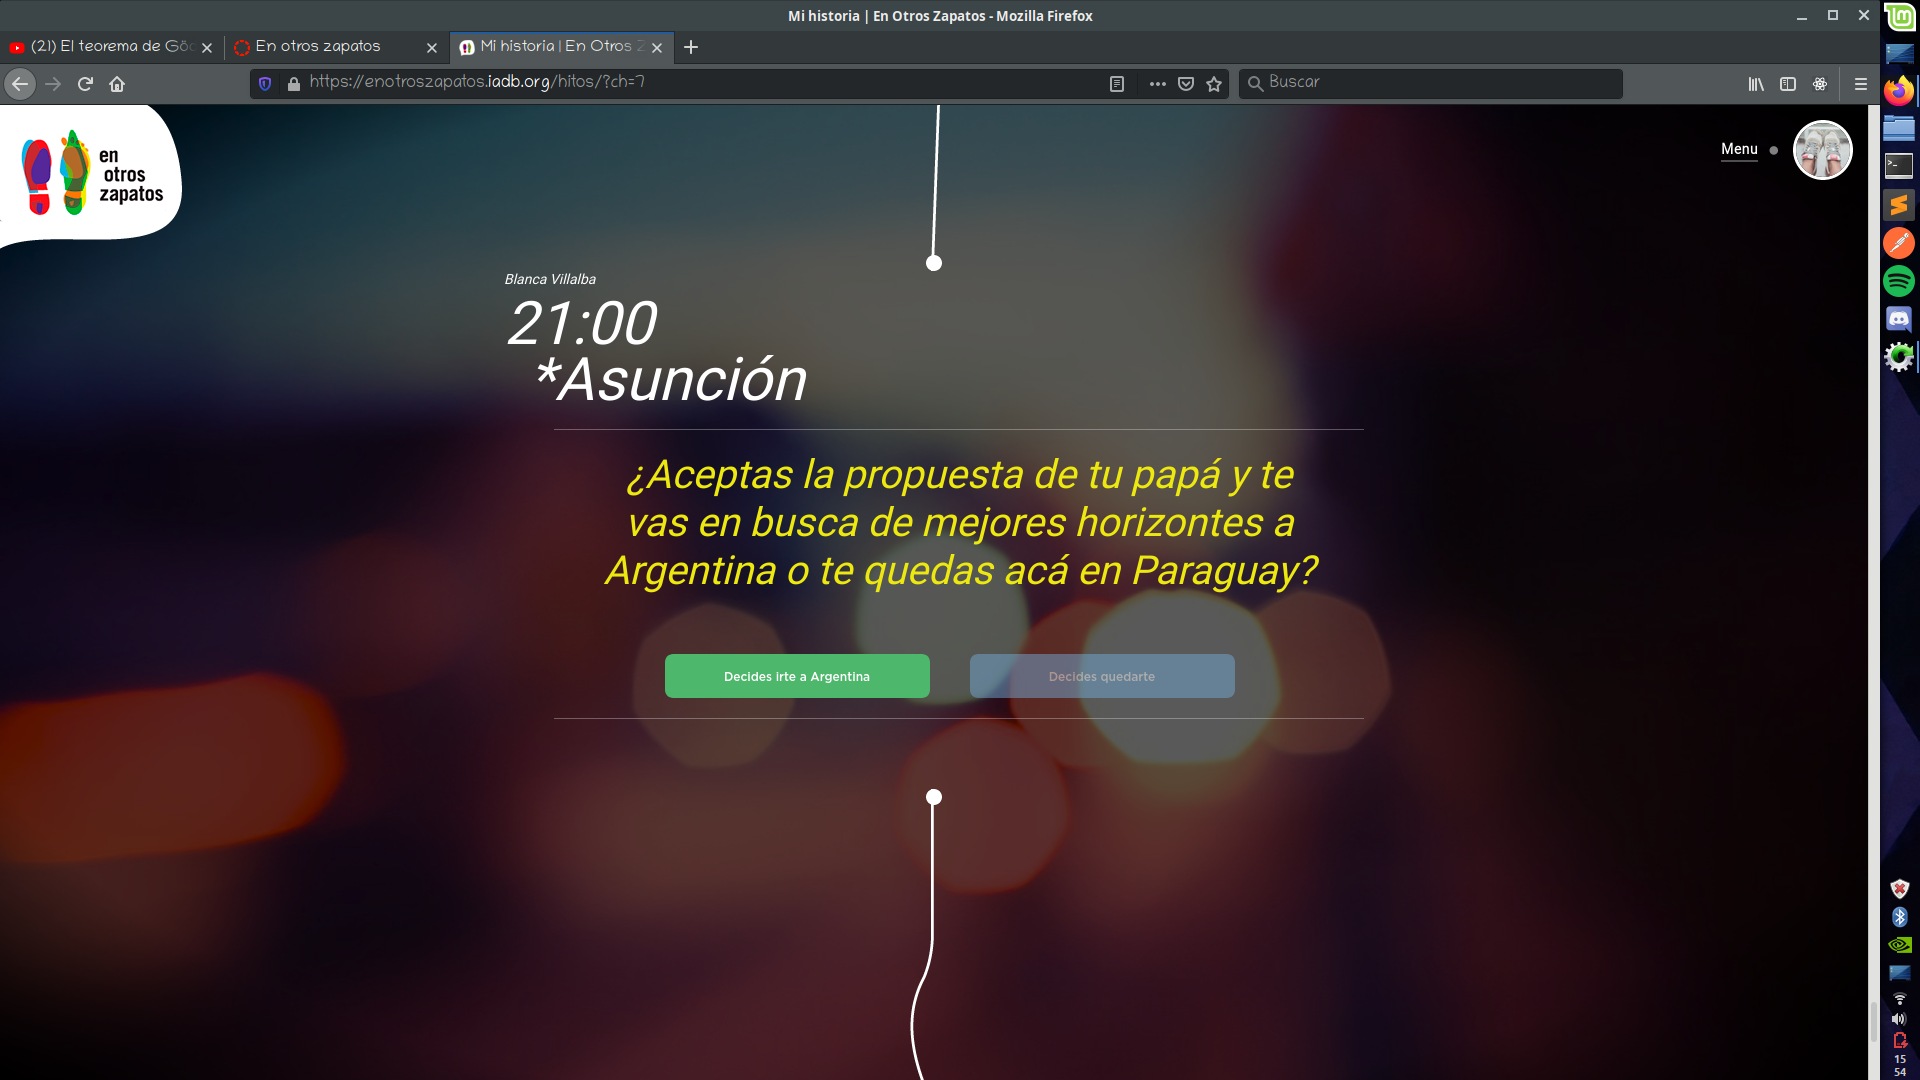 Mi historia | En Otros Zapatos - Mozilla Firefox
(21) El teorema de Göd
En otros zapatos
Mi historia | En Otros Z
https://enotroszapatos.iadb.org/hitos/?ch=7
Buscar
en
otros
zapatos
Menu
Blanca Villalba
21:00
*Asunción
¿Aceptas la propuesta de tu papá y te
vas en busca de mejores horizontes a
Argentina o te quedas acá en Paraguay?
Decides irte a Argentina
Decides quedarte
15
54